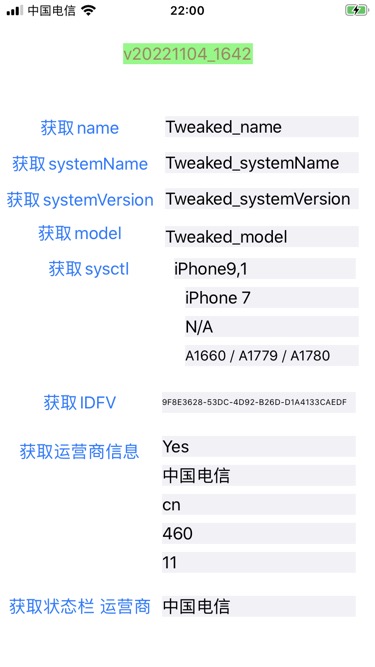 中国电信 22:00
v20221104_1642
获取name Tweaked_name
获取systemName Tweaked_systemName
获取systemVersion Tweaked_systemVersion
获取model Tweaked_model
获取sysctl iPhone9,1
iPhone 7
N/A
A1660 / A1779 / A1780
获取IDFV 9F8E3628-53DC-4D92-B26D-D1A4133CAEDF
获取运营商信息 Yes
中国电信
cn
460
11
获取状态栏 运营商 中国电信